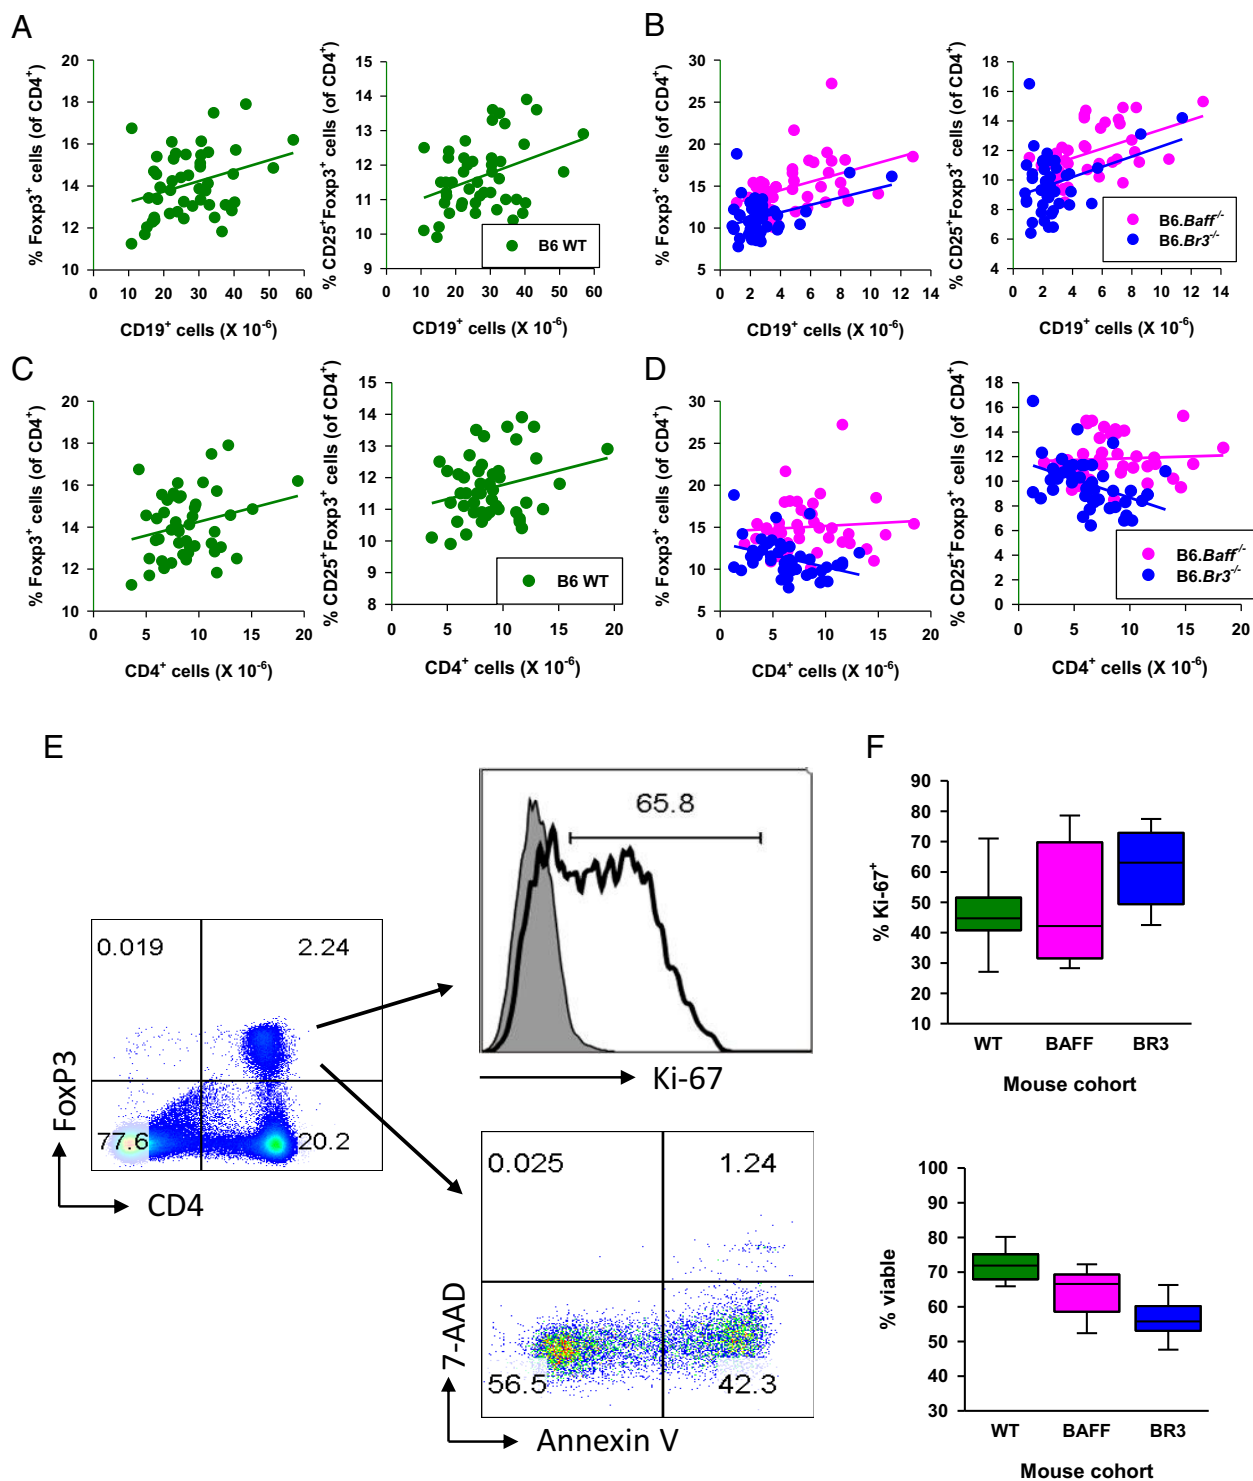 A
% Foxp3⁺ cells (of CD4⁺)
20
18
16
14
12
10
0 10 20 30 40 50 60
CD19⁺ cells (X 10⁻⁶)
% CD25⁺Foxp3⁺ cells (of CD4⁺)
15
14
13
12
11
10
9
0 10 20 30 40 50 60
CD19⁺ cells (X 10⁻⁶)
B6 WT
B
% Foxp3⁺ cells (of CD4⁺)
30
25
20
15
10
5
0 2 4 6 8 10 12 14
CD19⁺ cells (X 10⁻⁶)
% CD25⁺Foxp3⁺ cells (of CD4⁺)
18
16
14
12
10
8
6
4
0 2 4 6 8 10 12 14
CD19⁺ cells (X 10⁻⁶)
B6.Baff⁻/⁻
B6.Br3⁻/⁻
C
% Foxp3⁺ cells (of CD4⁺)
20
18
16
14
12
10
0 5 10 15 20
CD4⁺ cells (X 10⁻⁶)
% CD25⁺Foxp3⁺ cells (of CD4⁺)
15
14
13
12
11
10
9
8
0 5 10 15 20
CD4⁺ cells (X 10⁻⁶)
B6 WT
D
% Foxp3⁺ cells (of CD4⁺)
30
25
20
15
10
5
0 5 10 15 20
CD4⁺ cells (X 10⁻⁶)
% CD25⁺Foxp3⁺ cells (of CD4⁺)
18
16
14
12
10
8
6
4
2
0
0 5 10 15 20
CD4⁺ cells (X 10⁻⁶)
B6.Baff⁻/⁻
B6.Br3⁻/⁻
E
0.019 2.24
77.6 20.2
FoxP3
CD4
65.8
Ki-67
0.025 1.24
56.5 42.3
7-AAD
Annexin V
F
% Ki-67⁺
90
80
70
60
50
40
30
20
10
WT BAFF BR3
Mouse cohort
% viable
100
90
80
70
60
50
40
30
WT BAFF BR3
Mouse cohort